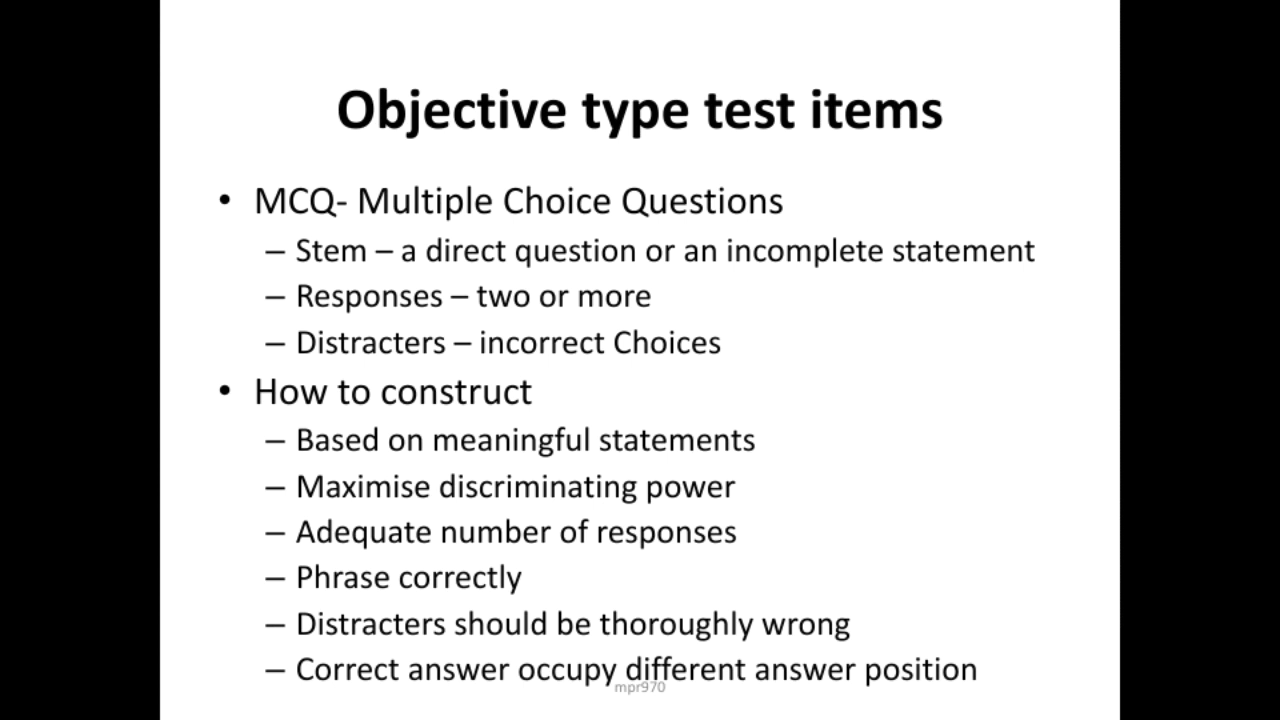 Objective type test items
• MCQ- Multiple Choice Questions
– Stem – a direct question or an incomplete statement
– Responses – two or more
– Distracters – incorrect Choices
• How to construct
– Based on meaningful statements
– Maximise discriminating power
– Adequate number of responses
– Phrase correctly
– Distracters should be thoroughly wrong
– Correct answer occupy different answer position
mpr970